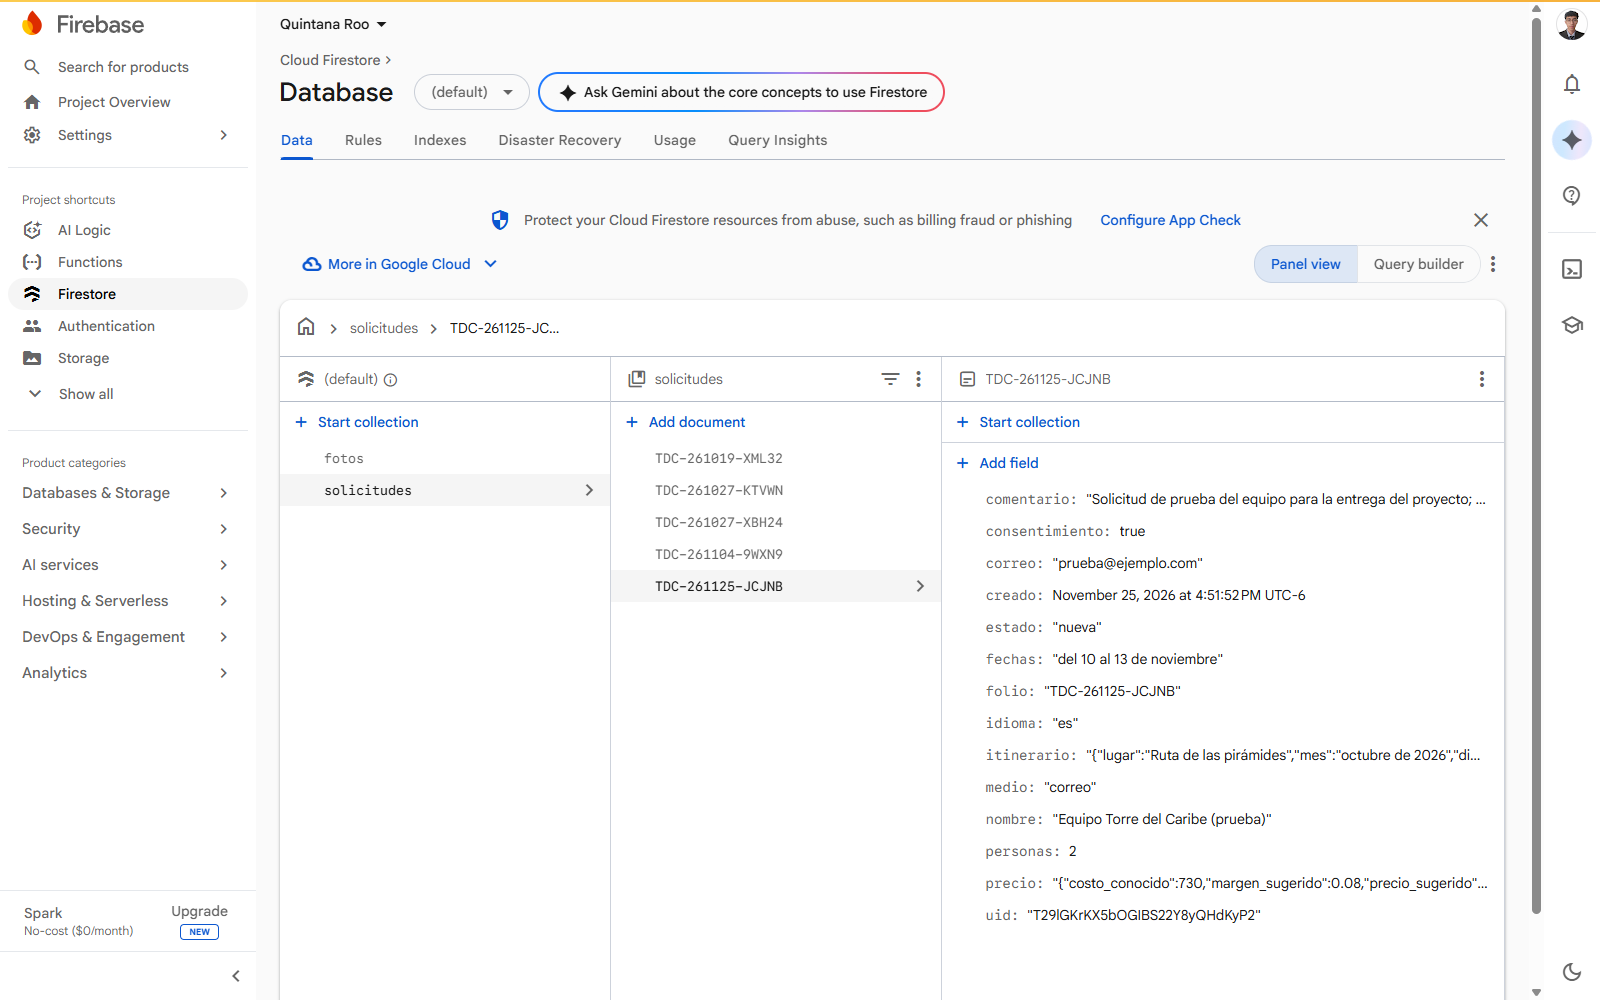 Firebase
Search for products
Project Overview
Settings
Project shortcuts
AI Logic
Functions
Firestore
Authentication
Storage
Show all
Project categories
Databases & Storage
Security
AI services
Hosting & Serverless
DevOps & Engagement
Analytics
Spark
No-cost ($0/month)
Upgrade
NEW
Quintana Roo
Cloud Firestore
Database
(default)
Ask Gemini about the core concepts to use Firestore
Data
Rules
Indexes
Disaster Recovery
Usage
Query Insights
Protect your Cloud Firestore resources from abuse, such as billing fraud or phishing
Configure App Check
More in Google Cloud
Panel view
Query builder
solicitudes
TDC-261125-JC...
(default)
Start collection
fotos
solicitudes
solicitudes
Add document
TDC-261019-XML32
TDC-261027-KTVWN
TDC-261027-XBH24
TDC-261104-9WXN9
TDC-261125-JCJNB
TDC-261125-JCJNB
Start collection
Add field
comentario: "Solicitud de prueba del equipo para la entrega del proyecto; ...
consentimiento: true
correo: "prueba@ejemplo.com"
creado: November 25, 2026 at 4:51:52 PM UTC-6
estado: "nueva"
fechas: "del 10 al 13 de noviembre"
folio: "TDC-261125-JCJNB"
idioma: "es"
itinerario: "{"lugar":"Ruta de las pirámides","mes":"octubre de 2026","di...
medio: "correo"
nombre: "Equipo Torre del Caribe (prueba)"
personas: 2
precio: "{"costo_conocido":730,"margen_sugerido":0.08,"precio_sugerido"...
uid: "T29lGKrKX5bOGIBS22Y8yQHdKyP2"